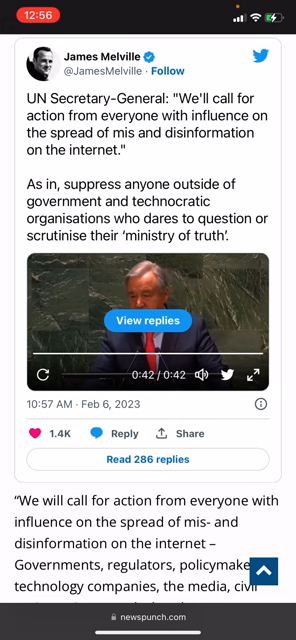 12:56
James Melville
@JamesMelville · Follow
UN Secretary-General: "We'll call for
action from everyone with influence on
the spread of mis and disinformation
on the internet."
As in, suppress anyone outside of
government and technocratic
organisations who dares to question or
scrutinise their ‘ministry of truth’.
View replies
0:42 / 0:42
10:57 AM · Feb 6, 2023
1.4K Reply Share
Read 286 replies
“We will call for action from everyone with
influence on the spread of mis- and
disinformation on the internet –
Governments, regulators, policymake
technology companies, the media, civil
newspunch.com